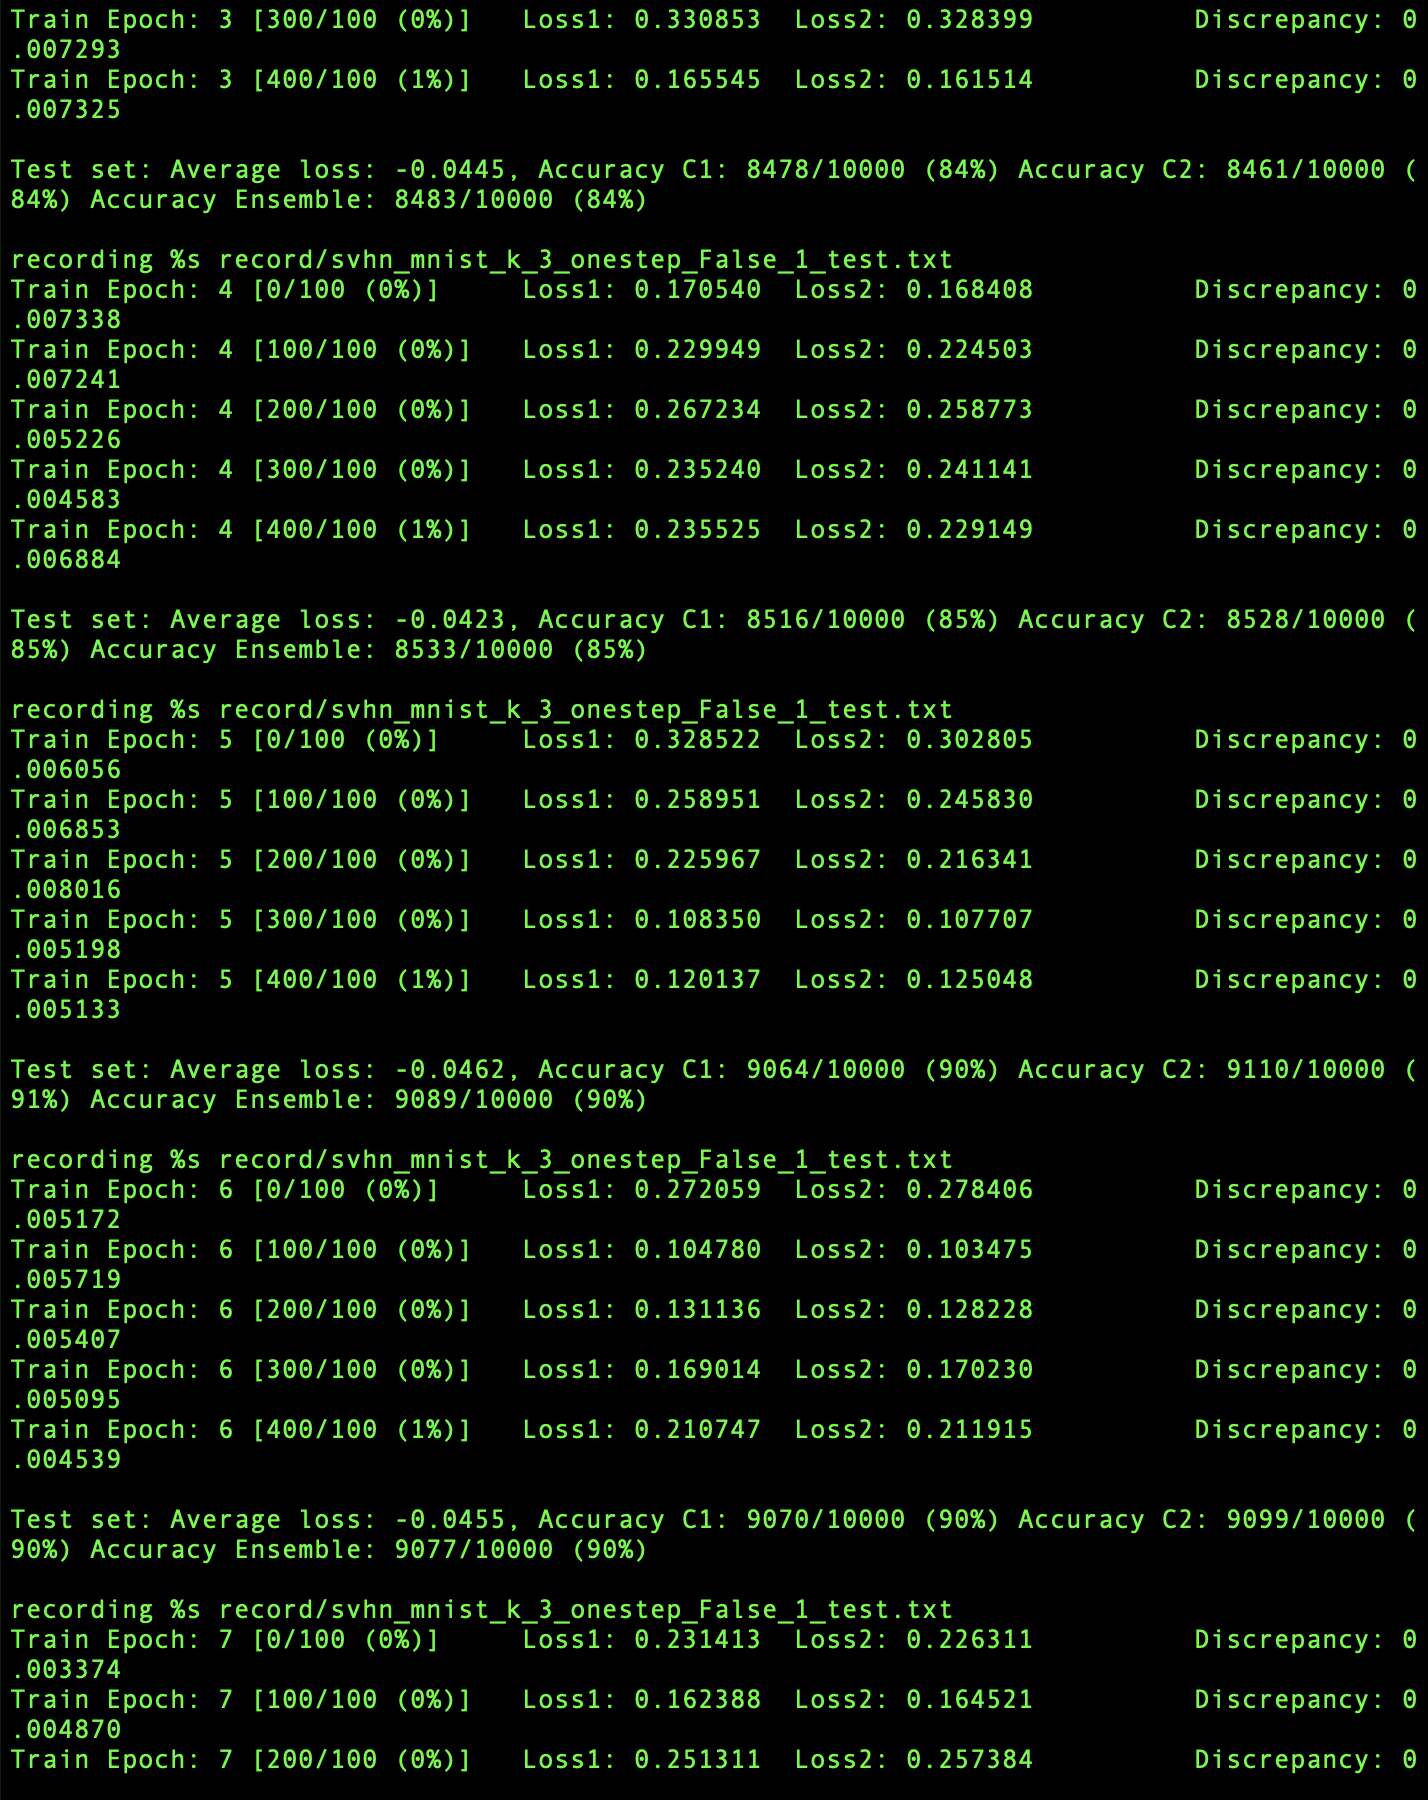 Train Epoch: 3 [300/100 (0%)]   Loss1: 0.330853  Loss2: 0.328399          Discrepancy: 0
.007293
Train Epoch: 3 [400/100 (1%)]   Loss1: 0.165545  Loss2: 0.161514          Discrepancy: 0
.007325

Test set: Average loss: -0.0445, Accuracy C1: 8478/10000 (84%) Accuracy C2: 8461/10000 (
84%) Accuracy Ensemble: 8483/10000 (84%)

recording %s record/svhn_mnist_k_3_onestep_False_1_test.txt
Train Epoch: 4 [0/100 (0%)]     Loss1: 0.170540  Loss2: 0.168408          Discrepancy: 0
.007338
Train Epoch: 4 [100/100 (0%)]   Loss1: 0.229949  Loss2: 0.224503          Discrepancy: 0
.007241
Train Epoch: 4 [200/100 (0%)]   Loss1: 0.267234  Loss2: 0.258773          Discrepancy: 0
.005226
Train Epoch: 4 [300/100 (0%)]   Loss1: 0.235240  Loss2: 0.241141          Discrepancy: 0
.004583
Train Epoch: 4 [400/100 (1%)]   Loss1: 0.235525  Loss2: 0.229149          Discrepancy: 0
.006884

Test set: Average loss: -0.0423, Accuracy C1: 8516/10000 (85%) Accuracy C2: 8528/10000 (
85%) Accuracy Ensemble: 8533/10000 (85%)

recording %s record/svhn_mnist_k_3_onestep_False_1_test.txt
Train Epoch: 5 [0/100 (0%)]     Loss1: 0.328522  Loss2: 0.302805          Discrepancy: 0
.006056
Train Epoch: 5 [100/100 (0%)]   Loss1: 0.258951  Loss2: 0.245830          Discrepancy: 0
.006853
Train Epoch: 5 [200/100 (0%)]   Loss1: 0.225967  Loss2: 0.216341          Discrepancy: 0
.008016
Train Epoch: 5 [300/100 (0%)]   Loss1: 0.108350  Loss2: 0.107707          Discrepancy: 0
.005198
Train Epoch: 5 [400/100 (1%)]   Loss1: 0.120137  Loss2: 0.125048          Discrepancy: 0
.005133

Test set: Average loss: -0.0462, Accuracy C1: 9064/10000 (90%) Accuracy C2: 9110/10000 (
91%) Accuracy Ensemble: 9089/10000 (90%)

recording %s record/svhn_mnist_k_3_onestep_False_1_test.txt
Train Epoch: 6 [0/100 (0%)]     Loss1: 0.272059  Loss2: 0.278406          Discrepancy: 0
.005172
Train Epoch: 6 [100/100 (0%)]   Loss1: 0.104780  Loss2: 0.103475          Discrepancy: 0
.005719
Train Epoch: 6 [200/100 (0%)]   Loss1: 0.131136  Loss2: 0.128228          Discrepancy: 0
.005407
Train Epoch: 6 [300/100 (0%)]   Loss1: 0.169014  Loss2: 0.170230          Discrepancy: 0
.005095
Train Epoch: 6 [400/100 (1%)]   Loss1: 0.210747  Loss2: 0.211915          Discrepancy: 0
.004539

Test set: Average loss: -0.0455, Accuracy C1: 9070/10000 (90%) Accuracy C2: 9099/10000 (
90%) Accuracy Ensemble: 9077/10000 (90%)

recording %s record/svhn_mnist_k_3_onestep_False_1_test.txt
Train Epoch: 7 [0/100 (0%)]     Loss1: 0.231413  Loss2: 0.226311          Discrepancy: 0
.003374
Train Epoch: 7 [100/100 (0%)]   Loss1: 0.162388  Loss2: 0.164521          Discrepancy: 0
.004870
Train Epoch: 7 [200/100 (0%)]   Loss1: 0.251311  Loss2: 0.257384          Discrepancy: 0